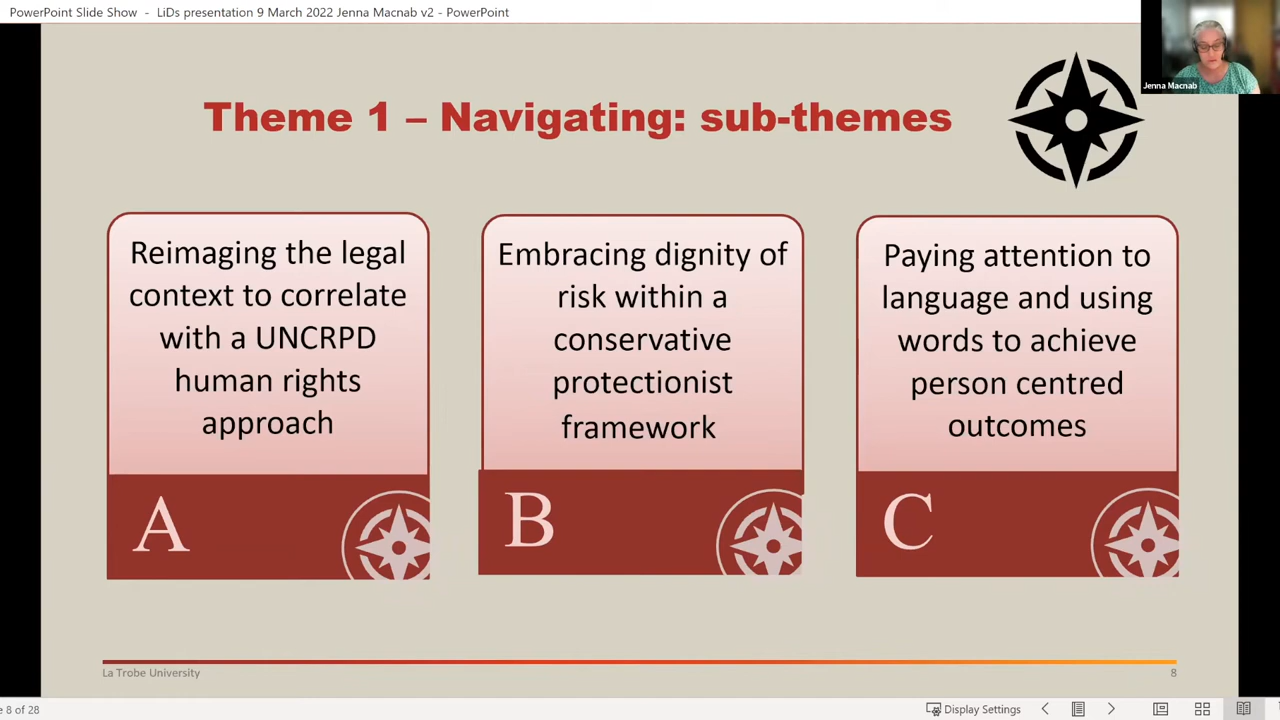 PowerPoint Slide Show - LiDs presentation 9 March 2022 Jenna Macnab v2 - PowerPoint
Jenna Macnab
Theme 1 – Navigating: sub-themes
Reimaging the legal
context to correlate
with a UNCRPD
human rights
approach
A
Embracing dignity of
risk within a
conservative
protectionist
framework
B
Paying attention to
language and using
words to achieve
person centred
outcomes
C
La Trobe University
8
e 8 of 28
Display Settings